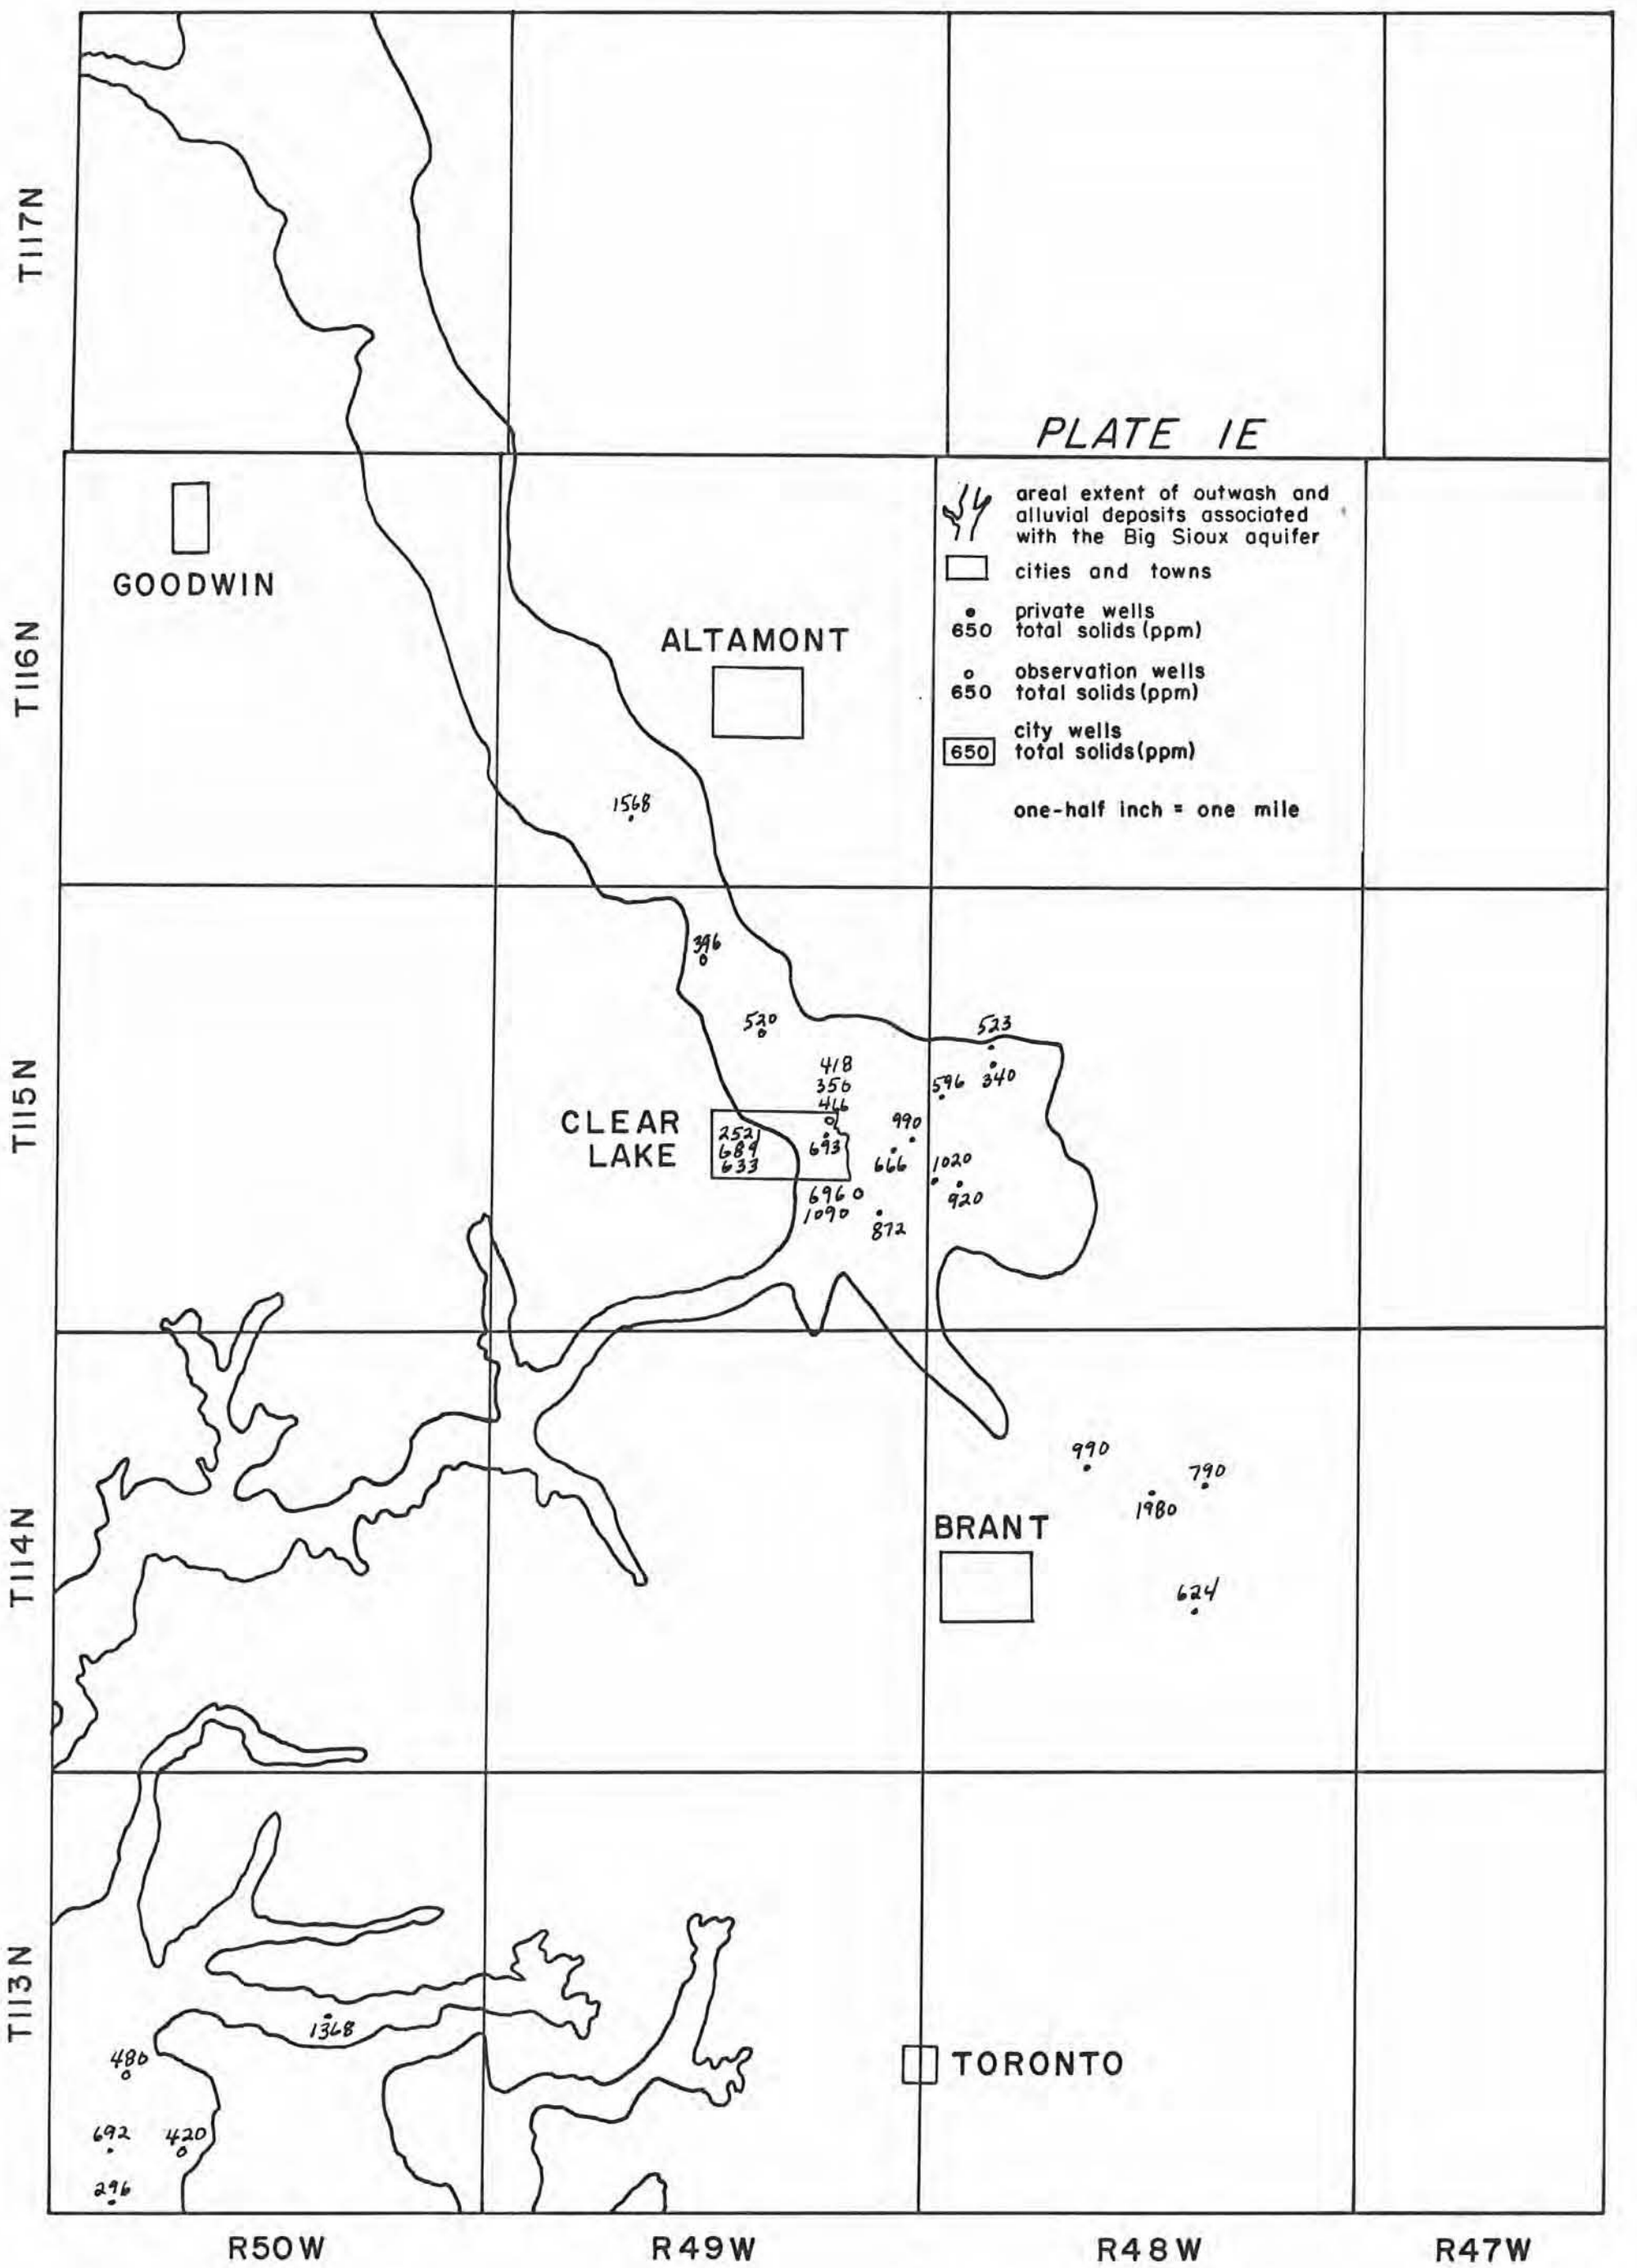 PLATE IE
areal extent of outwash and
alluvial deposits associated
with the Big Sioux aquifer
cities and towns
private wells
650 total solids (ppm)
observation wells
650 total solids (ppm)
city wells
650 total solids (ppm)
one-half inch = one mile
T117N
GOODWIN
T116N
ALTAMONT
1568
396
520
523
418
350
466
596
340
T115N
CLEAR
LAKE
990
2521
689
633
693
666
1020
920
696
1090
872
990
790
1980
T114N
BRANT
624
T113N
1368
480
TORONTO
692
420
296
R50W
R49W
R48W
R47W